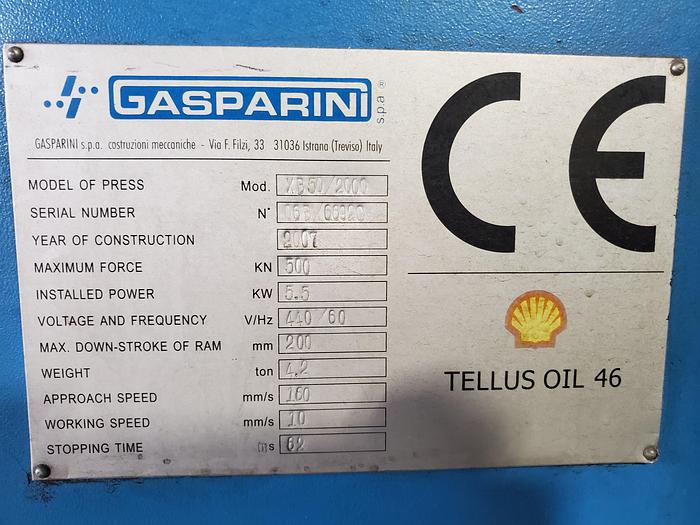 GASPARINI s.p.a ®
GASPARINI s.p.a. costruzioni meccaniche - Via F. Filzi, 33 31036 Istrana (Treviso) Italy
MODEL OF PRESS Mod. XB50/2000
SERIAL NUMBER N°
YEAR OF CONSTRUCTION 2007
MAXIMUM FORCE KN 500
INSTALLED POWER KW 5.5
VOLTAGE AND FREQUENCY V/Hz 440/60
MAX. DOWN-STROKE OF RAM mm 200
WEIGHT ton 4.2
APPROACH SPEED mm/s 160
WORKING SPEED mm/s 10
STOPPING TIME ms 62
CE
TELLUS OIL 46